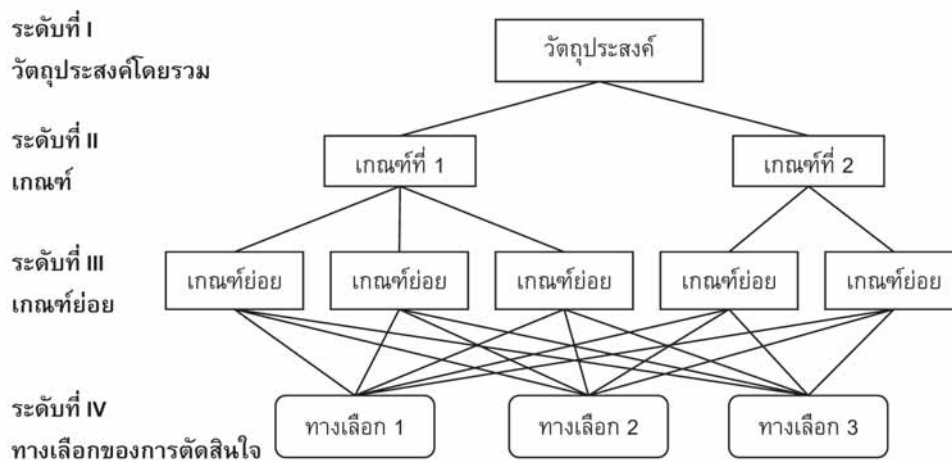 ระดับที่ I
วัตถุประสงค์โดยรวม
วัตถุประสงค์
ระดับที่ II
เกณฑ์
เกณฑ์ที่ 1
เกณฑ์ที่ 2
ระดับที่ III
เกณฑ์ย่อย
เกณฑ์ย่อย
เกณฑ์ย่อย
เกณฑ์ย่อย
เกณฑ์ย่อย
เกณฑ์ย่อย
ระดับที่ IV
ทางเลือกของการตัดสินใจ
ทางเลือก 1
ทางเลือก 2
ทางเลือก 3